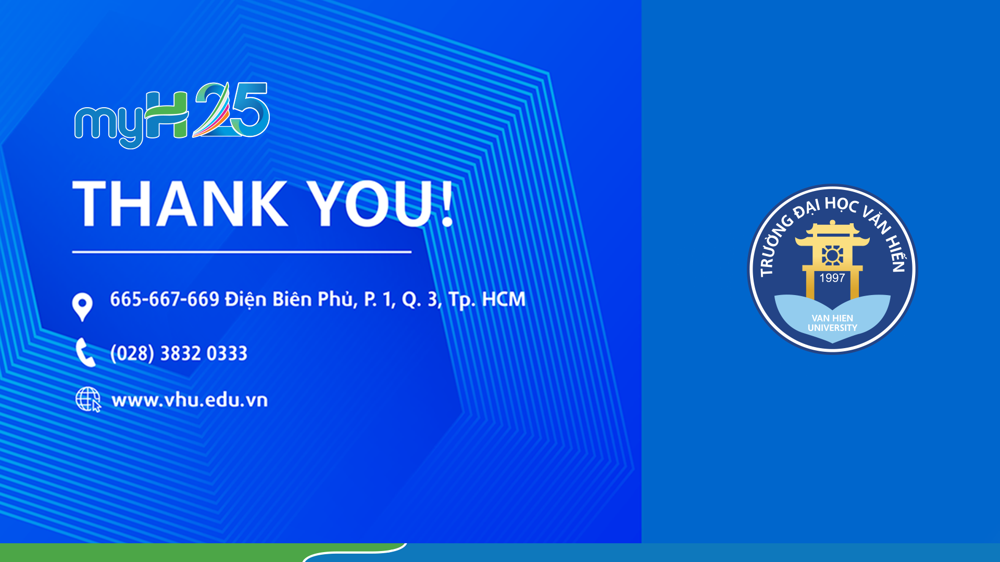 myH25
THANK YOU!
665-667-669 Điện Biên Phủ, P. 1, Q. 3, Tp. HCM
(028) 3832 0333
www.vhu.edu.vn
TRƯỜNG ĐẠI HỌC VĂN HIẾN
1997
VAN HIEN
UNIVERSITY